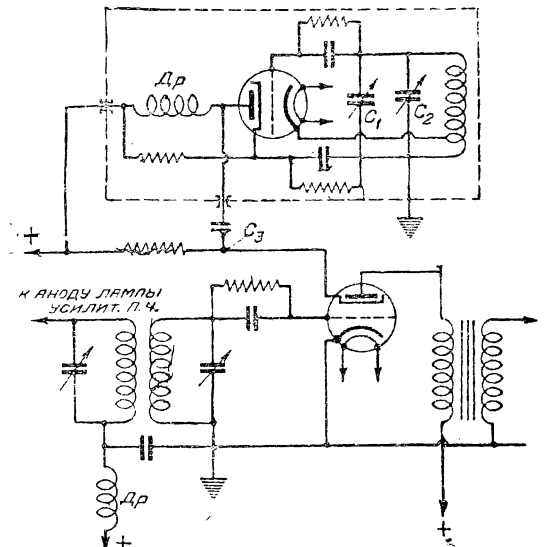 Др
C₁
C₂
C₃
+
К АНОДУ ЛАМПЫ
УСИЛИТ. П. Ч.
Др
+
+